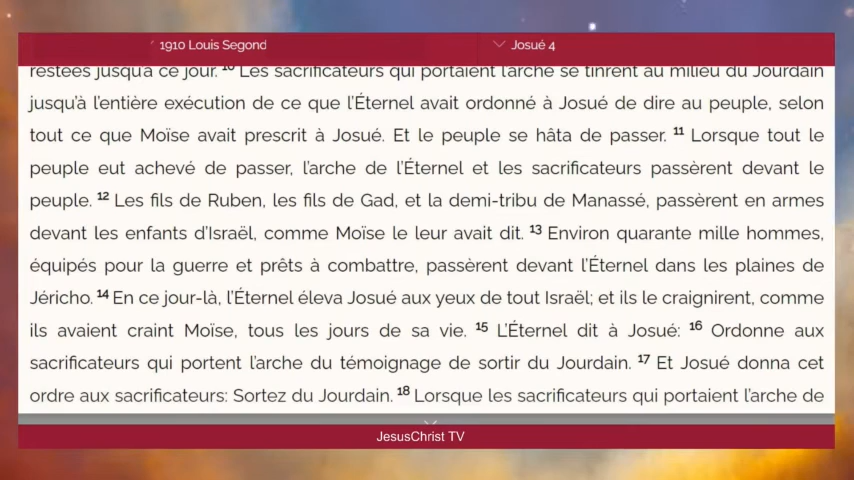 1910 Louis Segond
Josué 4
restées jusqu'à ce jour. 10 Les sacrificateurs qui portaient l'arche se tinrent au milieu du Jourdain
jusqu'à l'entière exécution de ce que l'Éternel avait ordonné à Josué de dire au peuple, selon
tout ce que Moïse avait prescrit à Josué. Et le peuple se hâta de passer. 11 Lorsque tout le
peuple eut achevé de passer, l'arche de l'Éternel et les sacrificateurs passèrent devant le
peuple. 12 Les fils de Ruben, les fils de Gad, et la demi-tribu de Manassé, passèrent en armes
devant les enfants d'Israël, comme Moïse le leur avait dit. 13 Environ quarante mille hommes,
équipés pour la guerre et prêts à combattre, passèrent devant l'Éternel dans les plaines de
Jéricho. 14 En ce jour-là, l'Éternel éleva Josué aux yeux de tout Israël; et ils le craignirent, comme
ils avaient craint Moïse, tous les jours de sa vie. 15 L'Éternel dit à Josué: 16 Ordonne aux
sacrificateurs qui portent l'arche du témoignage de sortir du Jourdain. 17 Et Josué donna cet
ordre aux sacrificateurs: Sortez du Jourdain. 18 Lorsque les sacrificateurs qui portaient l'arche de
JesusChrist TV